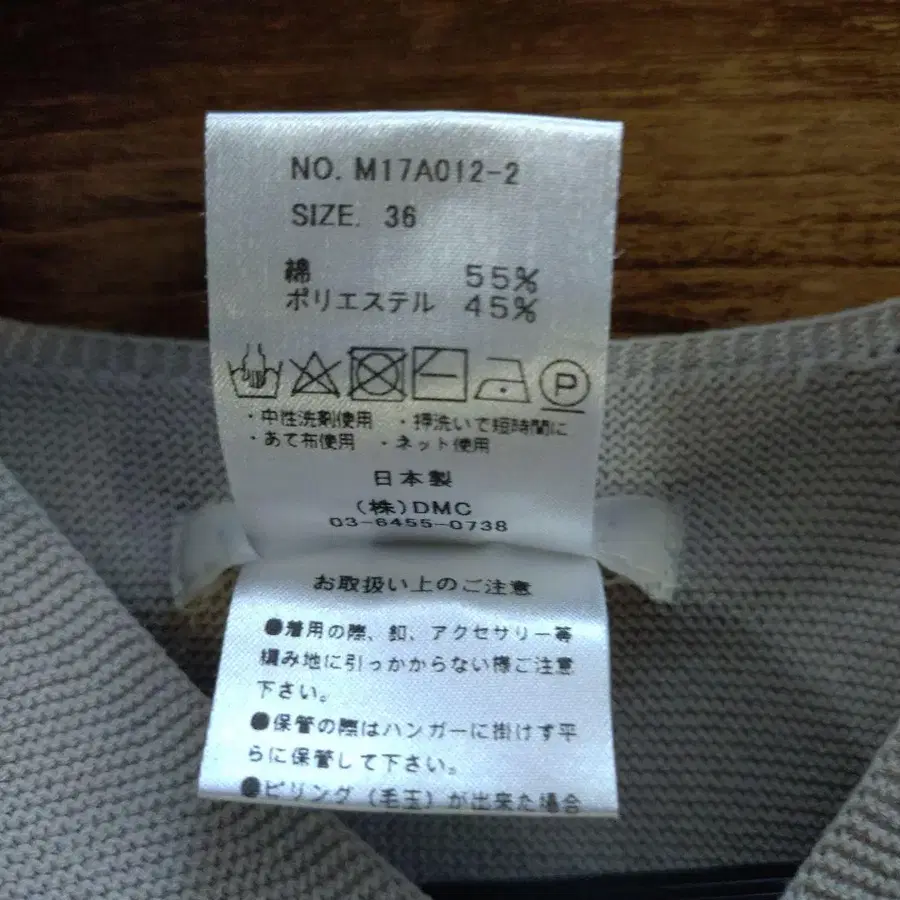 NO. M17A012-2
SIZE. 36
綿 55%
ポリエステル 45%
P
・中性洗剤使用 ・押洗いで短時間に
・あて布使用 ・ネット使用
日本製
(株)DMC
03-6455-0738
お取扱い上のご注意
●着用の際、釦、アクセサリー等
編み地に引っかからない様ご注意
下さい。
●保管の際はハンガーに掛けず平
らに保管して下さい。
●ピリング(毛玉)が出来た場合